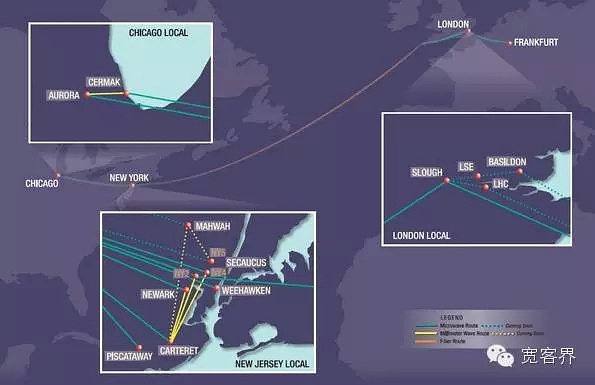 LONDON
FRANKFURT
CHICAGO LOCAL
CERMAK
AURORA
CHICAGO
NEW YORK
SLOUGH
LSE
BASILDON
LHC
LONDON LOCAL
MAHWAH
NY5
SECAUCUS
NY2
NY4
NEWARK
WEEHAWKEN
PISCATAWAY
CARTERET
NEW JERSEY LOCAL
LEGEND
Microwave Route
Coming Soon
Millimeter Wave Route
Coming Soon
Fiber Route
宽客界